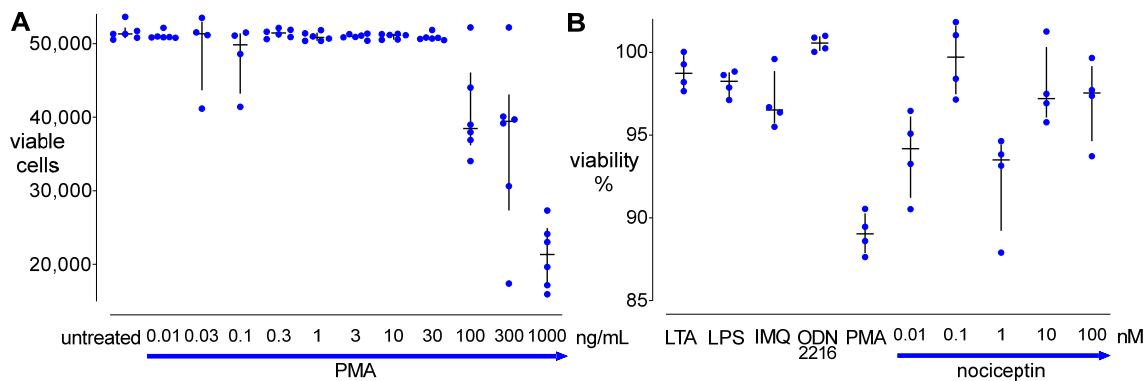 A
50,000
40,000
viable
cells
30,000
20,000
untreated 0.01 0.03 0.1 0.3 1 3 10 30 100 300 1000 ng/mL
PMA
B
100
95
viability
%
90
85
LTA LPS IMQ ODN 2216 PMA 0.01 0.1 1 10 100 nM
nociceptin